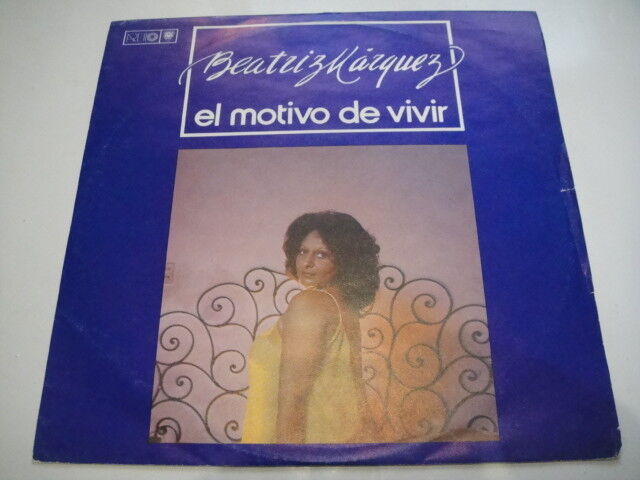 Beatriz Márquez
el motivo de vivir